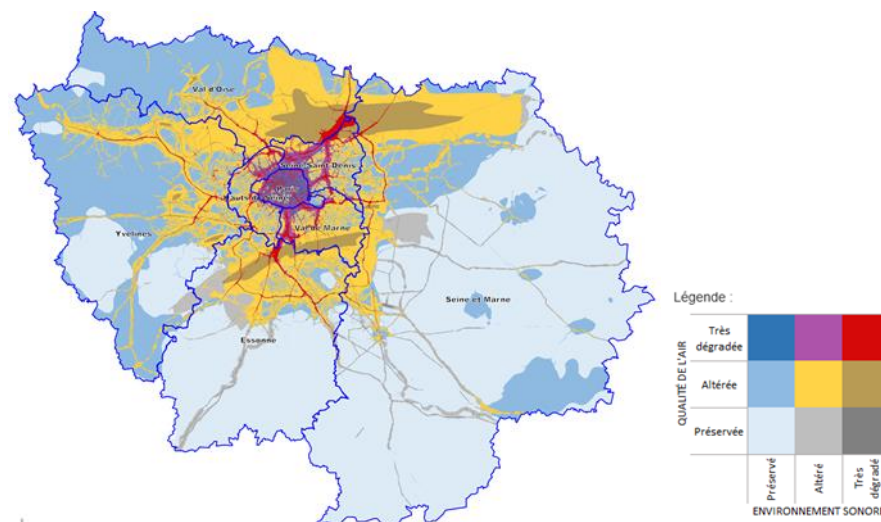 Val d'Oise
Seine-Saint-Denis
Paris
Hauts-de-Seine
Val de Marne
Yvelines
Seine et Marne
Essonne
Légende :
QUALITÉ DE L'AIR
Très
dégradée
Altérée
Préservée
Préservé
Altéré
Très
dégradé
ENVIRONNEMENT SONORE